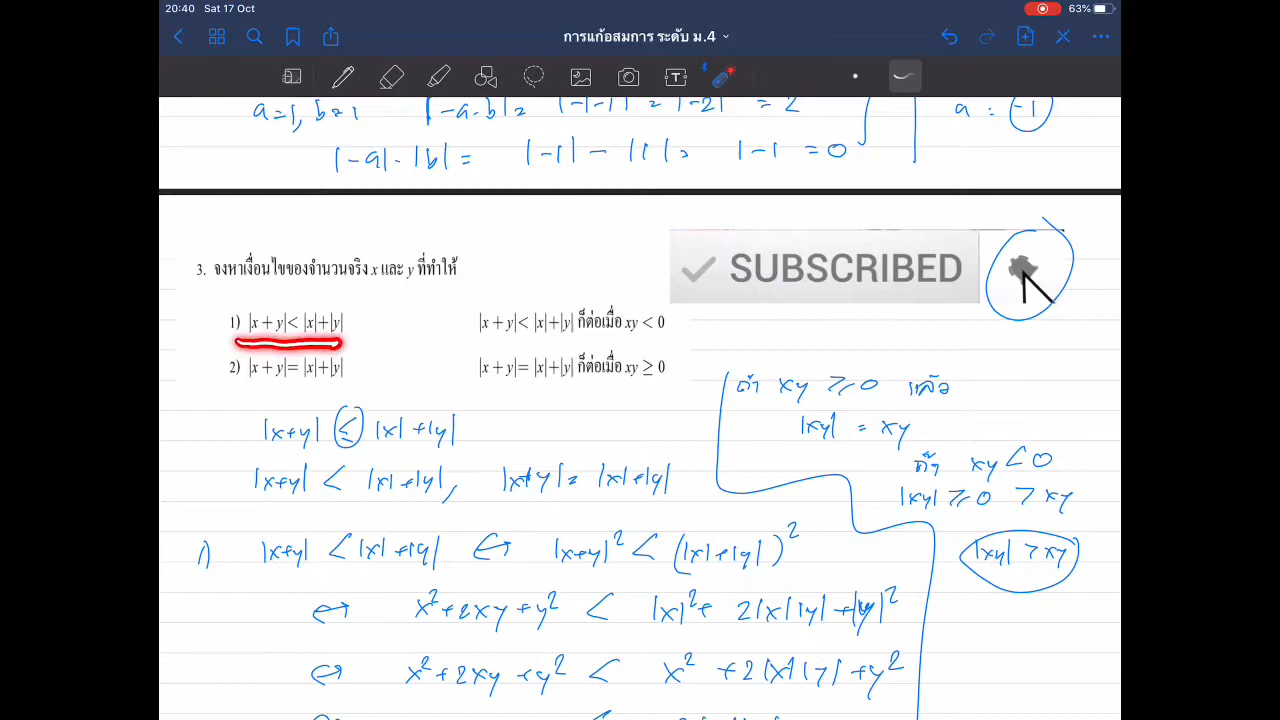 20:40 Sat 17 Oct 63%
การแก้อสมการ ระดับ ม.4
a=1, b=1 |-a-b| = |-1-1| = |-2| = 2 a = -1
|-a|-|b| = |-1| - |1| = 1-1 = 0
3. จงหาเงื่อนไขของจำนวนจริง x และ y ที่ทำให้
SUBSCRIBED
1) |x + y|< |x|+|y| |x + y|< |x|+|y| ก็ต่อเมื่อ xy < 0
2) |x + y|= |x|+|y| |x + y|= |x|+|y| ก็ต่อเมื่อ xy ≥ 0
ถ้า xy ≥ 0 แล้ว
|xy| = xy
|x+y| ≤ |x|+|y|
ถ้า xy < 0
|x+y| < |x|+|y|, |x+y| = |x|+|y|
|xy| ≥ 0 > xy
1) |x+y| < |x|+|y| ↔ |x+y|² < (|x|+|y|)²
|xy| > xy
↔ x²+2xy+y² < |x|²+ 2|x||y|+|y|²
↔ x²+2xy+y² < x² +2|x||y|+y²